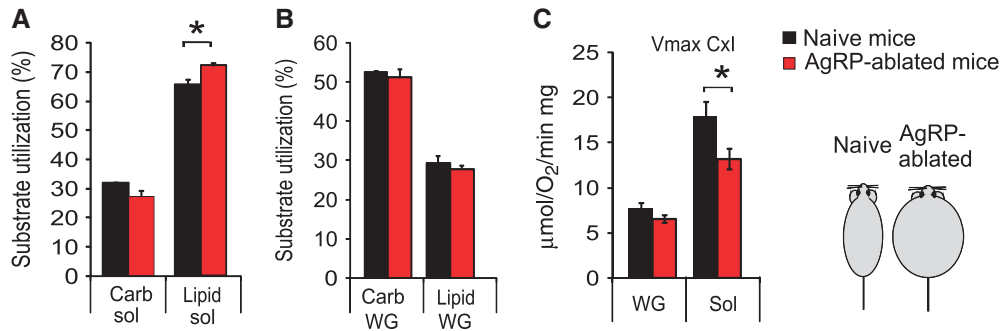 A
Substrate utilization (%)
80
70
60
50
40
30
20
10
0
*
Carb
sol
Lipid
sol
B
Substrate utilization (%)
60
50
40
30
20
10
0
Carb
WG
Lipid
WG
C
Vmax CxI
µmol/O2/min mg
25
20
15
10
5
0
*
WG
Sol
Naive mice
AgRP-ablated mice
Naive
AgRP-
ablated